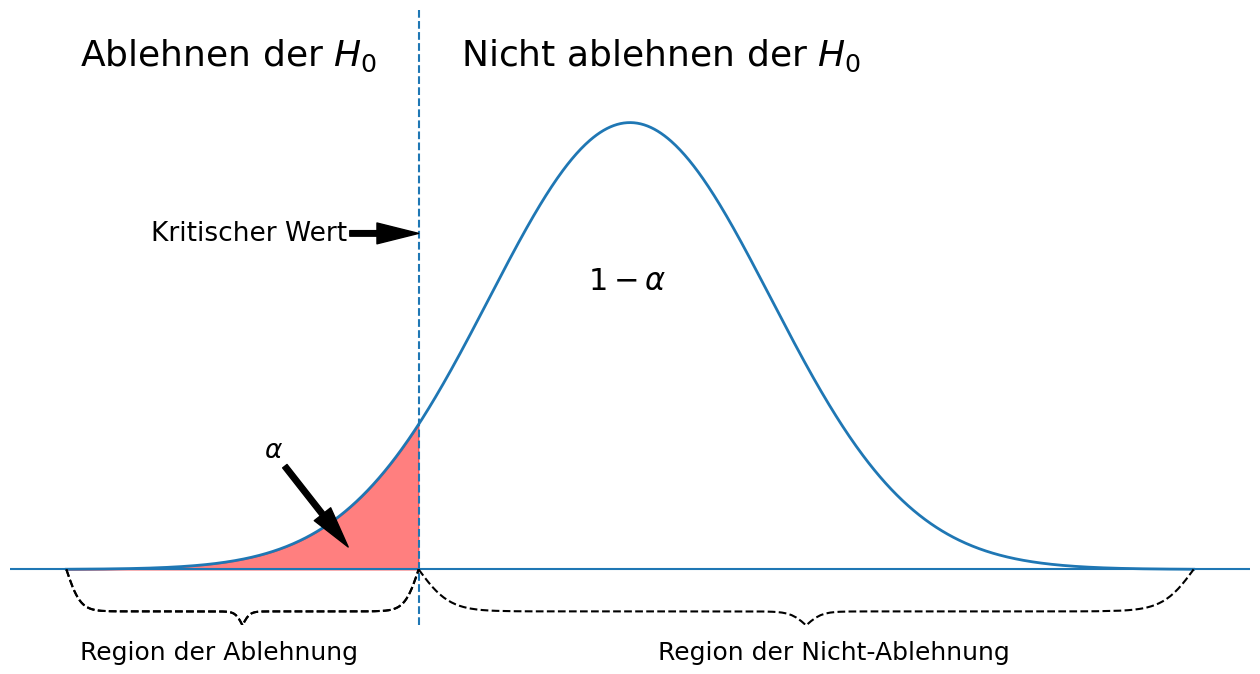 Ablehnen der H₀
Nicht ablehnen der H₀
Kritischer Wert
1 − α
α
Region der Ablehnung
Region der Nicht-Ablehnung